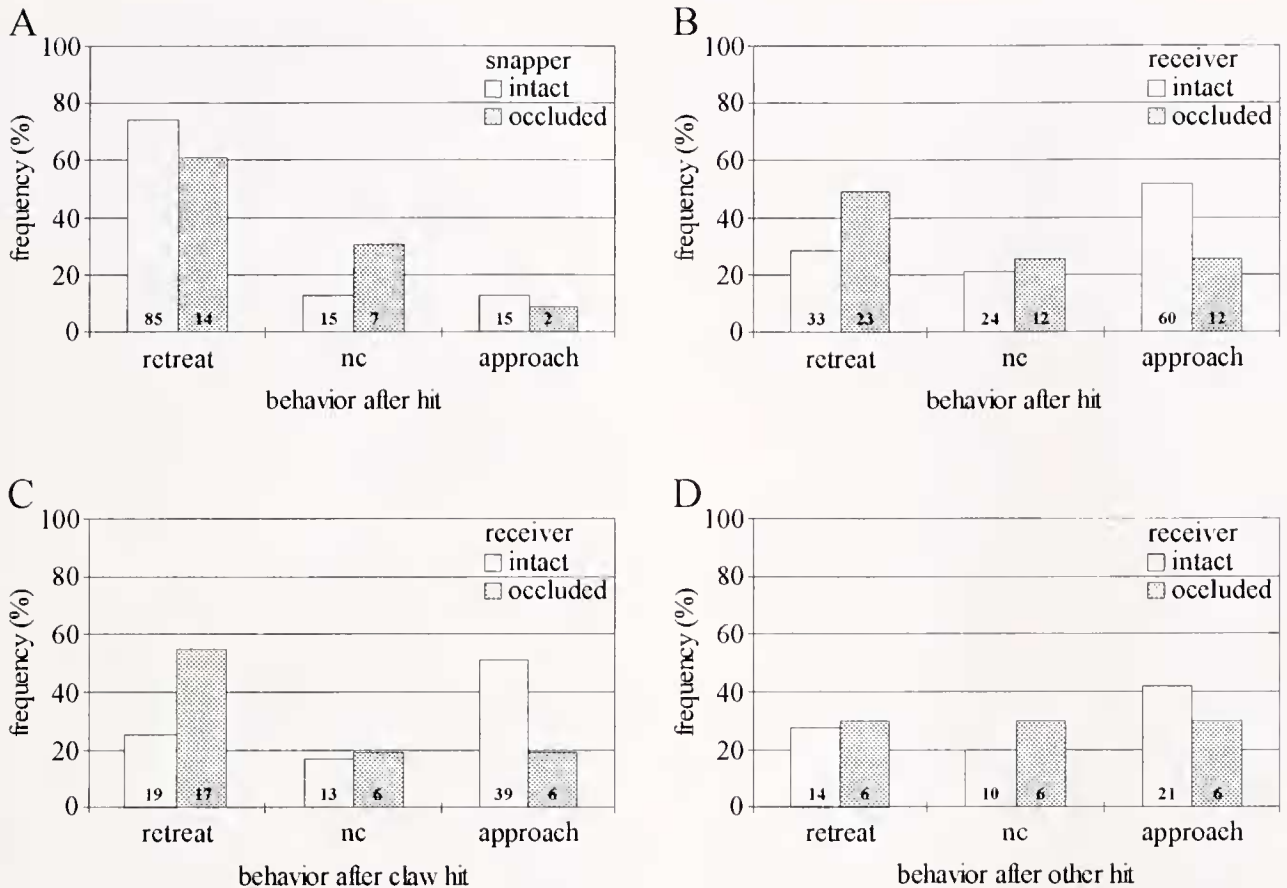 A
100
80
60
40
20
0
frequency (%)
snapper
intact
occluded
85 14 15 7 15 2
retreat nc approach
behavior after hit
B
100
80
60
40
20
0
frequency (%)
receiver
intact
occluded
33 23 24 12 60 12
retreat nc approach
behavior after hit
C
100
80
60
40
20
0
frequency (%)
receiver
intact
occluded
19 17 13 6 39 6
retreat nc approach
behavior after claw hit
D
100
80
60
40
20
0
frequency (%)
receiver
intact
occluded
14 6 10 6 21 6
retreat nc approach
behavior after other hit